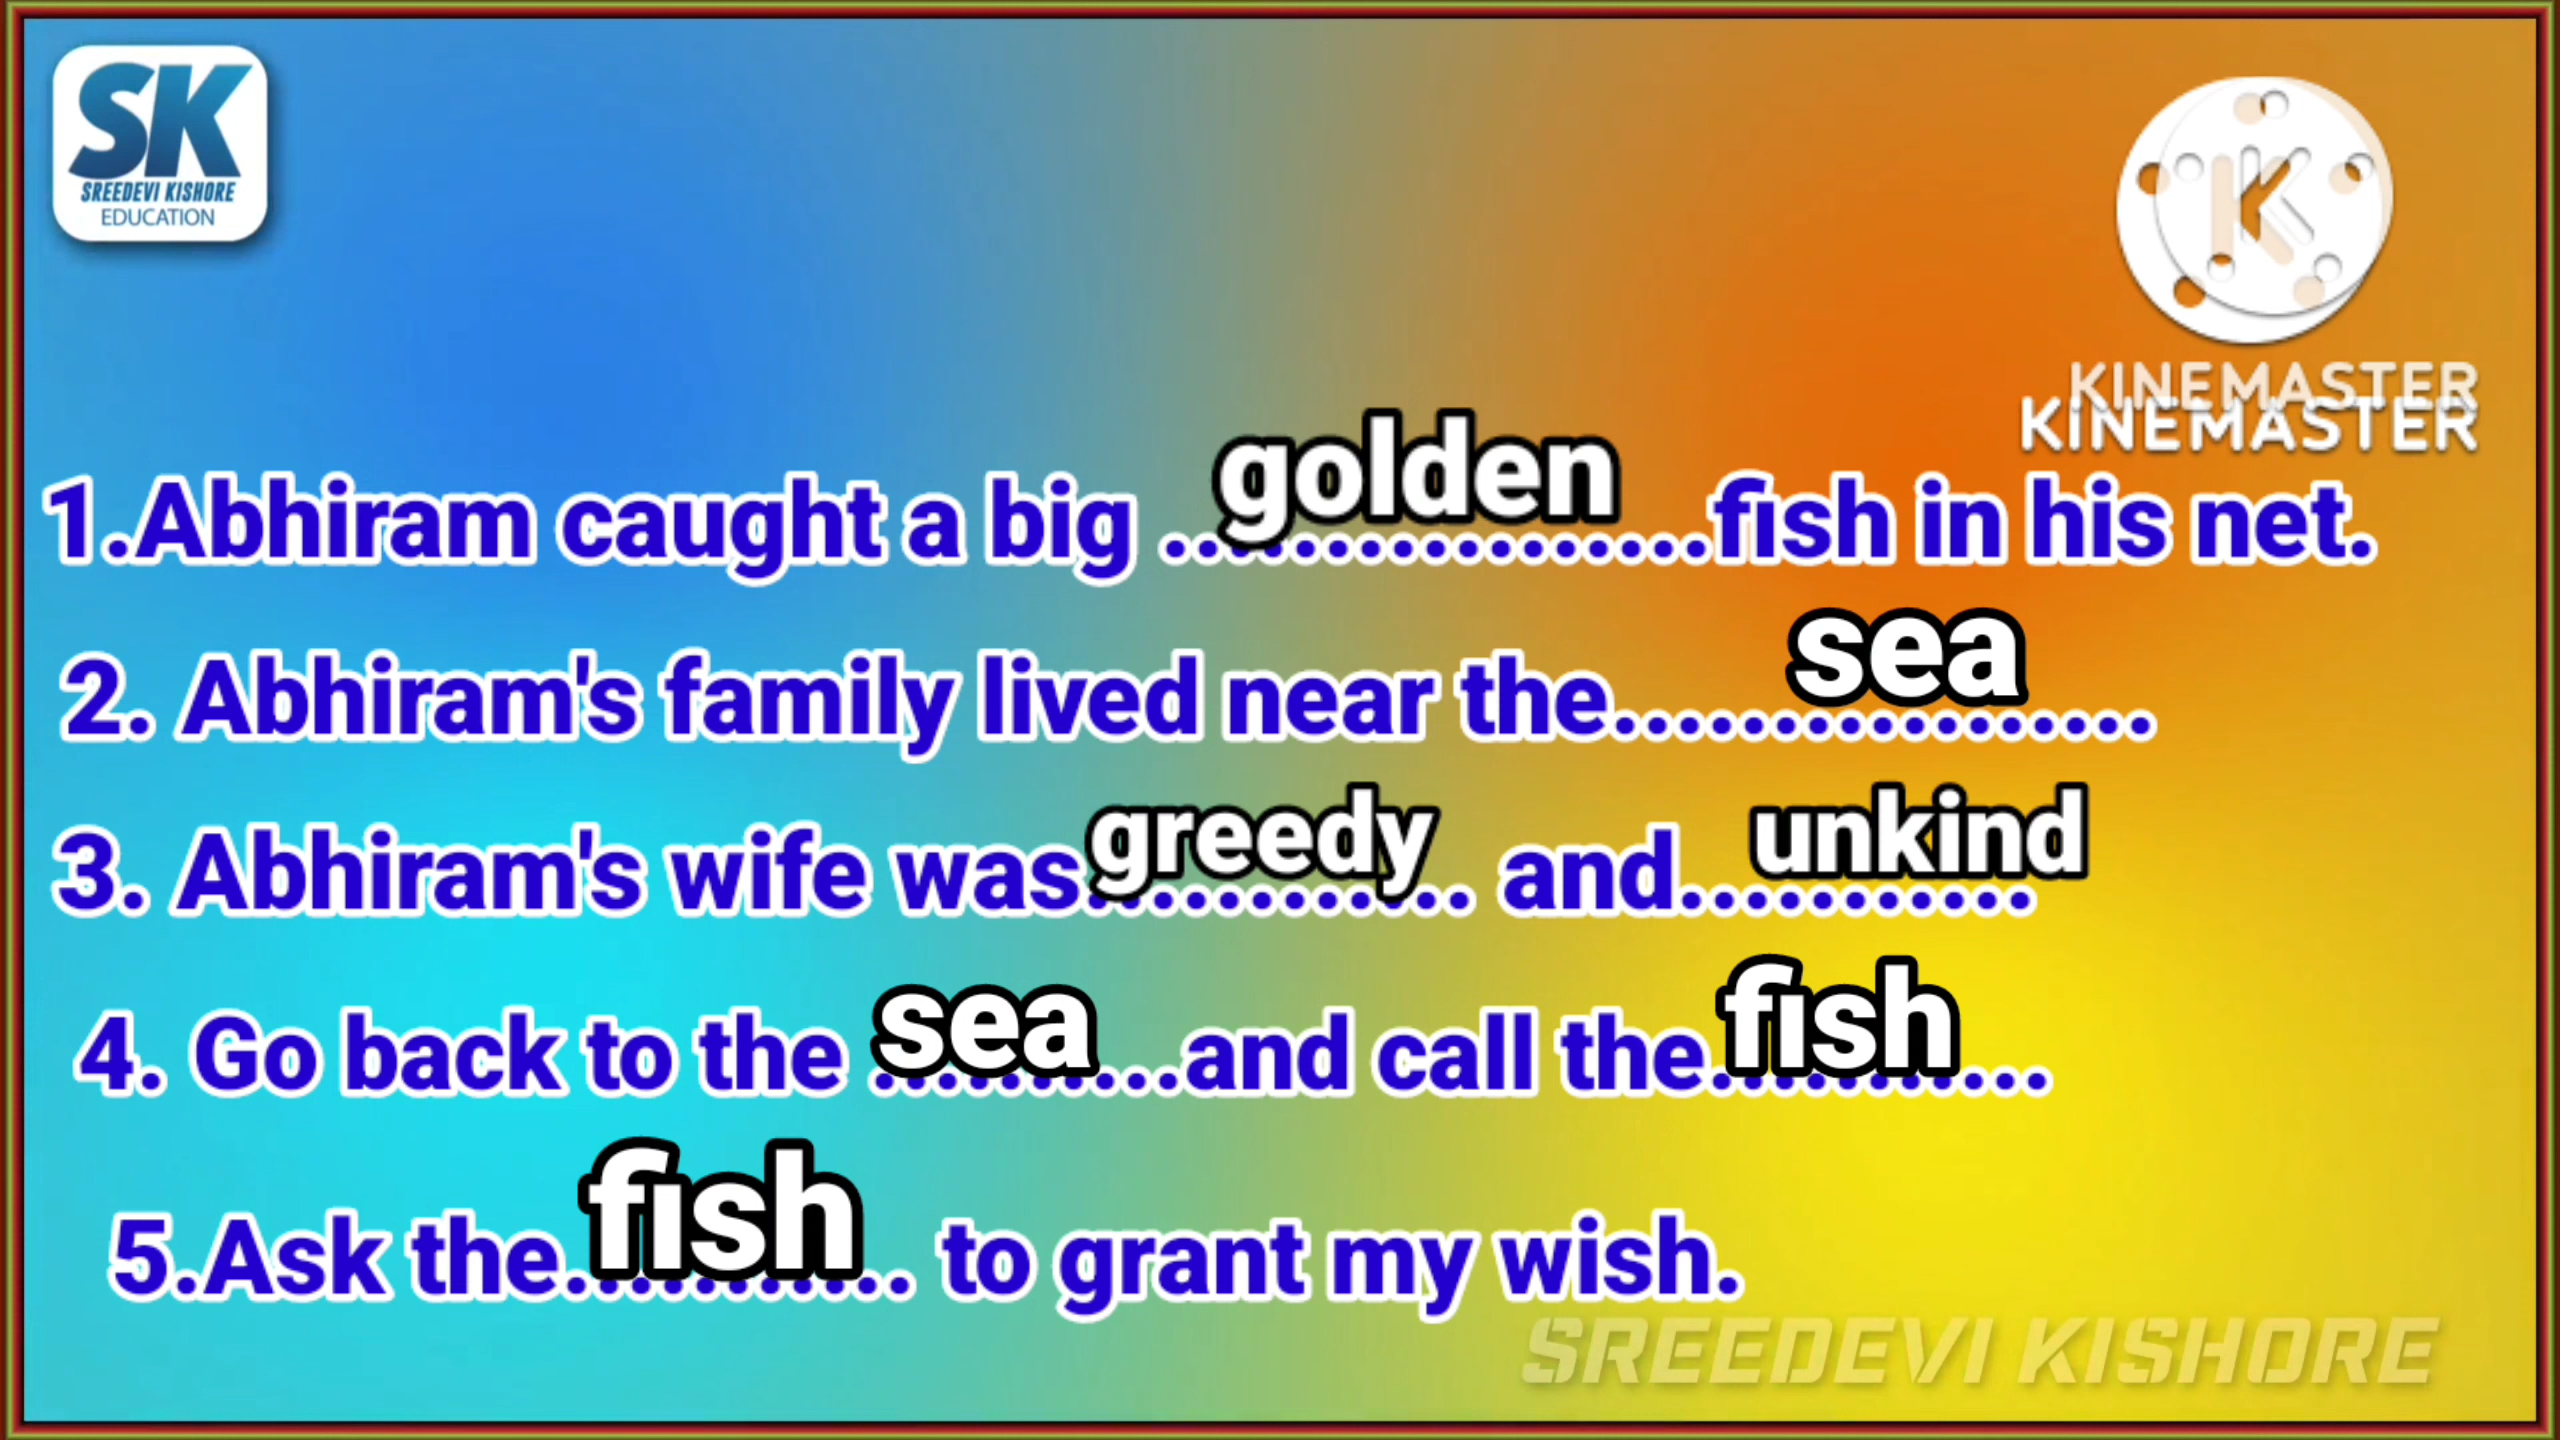 SK
SREEDEVI KISHORE
EDUCATION
KINEMASTER
KINEMASTER
1.Abhiram caught a big ..................golden fish in his net.
2. Abhiram's family lived near the.................. sea
3. Abhiram's wife was............. greedy and............ unkind
4. Go back to the ........... sea and call the............ fish
5.Ask the............ fish to grant my wish.
SREEDEVI KISHORE